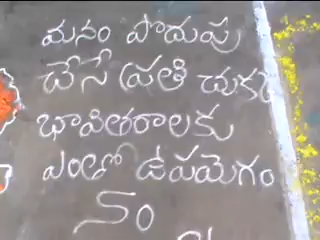 మనం పొదుపు
చేసే ప్రతి చుక్క
భావితరాలకు
ఎంతో ఉపయెగం
నం